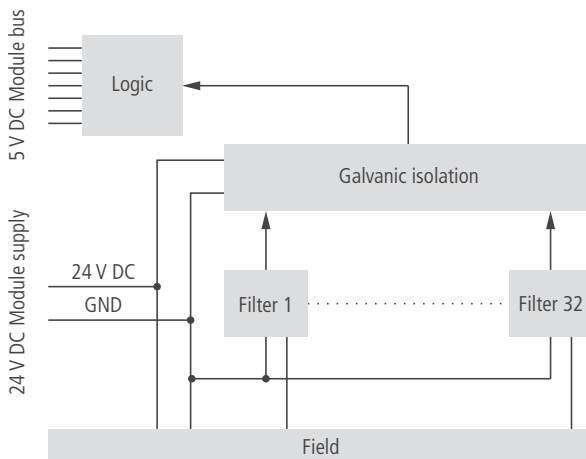 5 V DC Module bus
Logic
Galvanic isolation
24 V DC Module supply
24 V DC
GND
Filter 1
Filter 32
Field